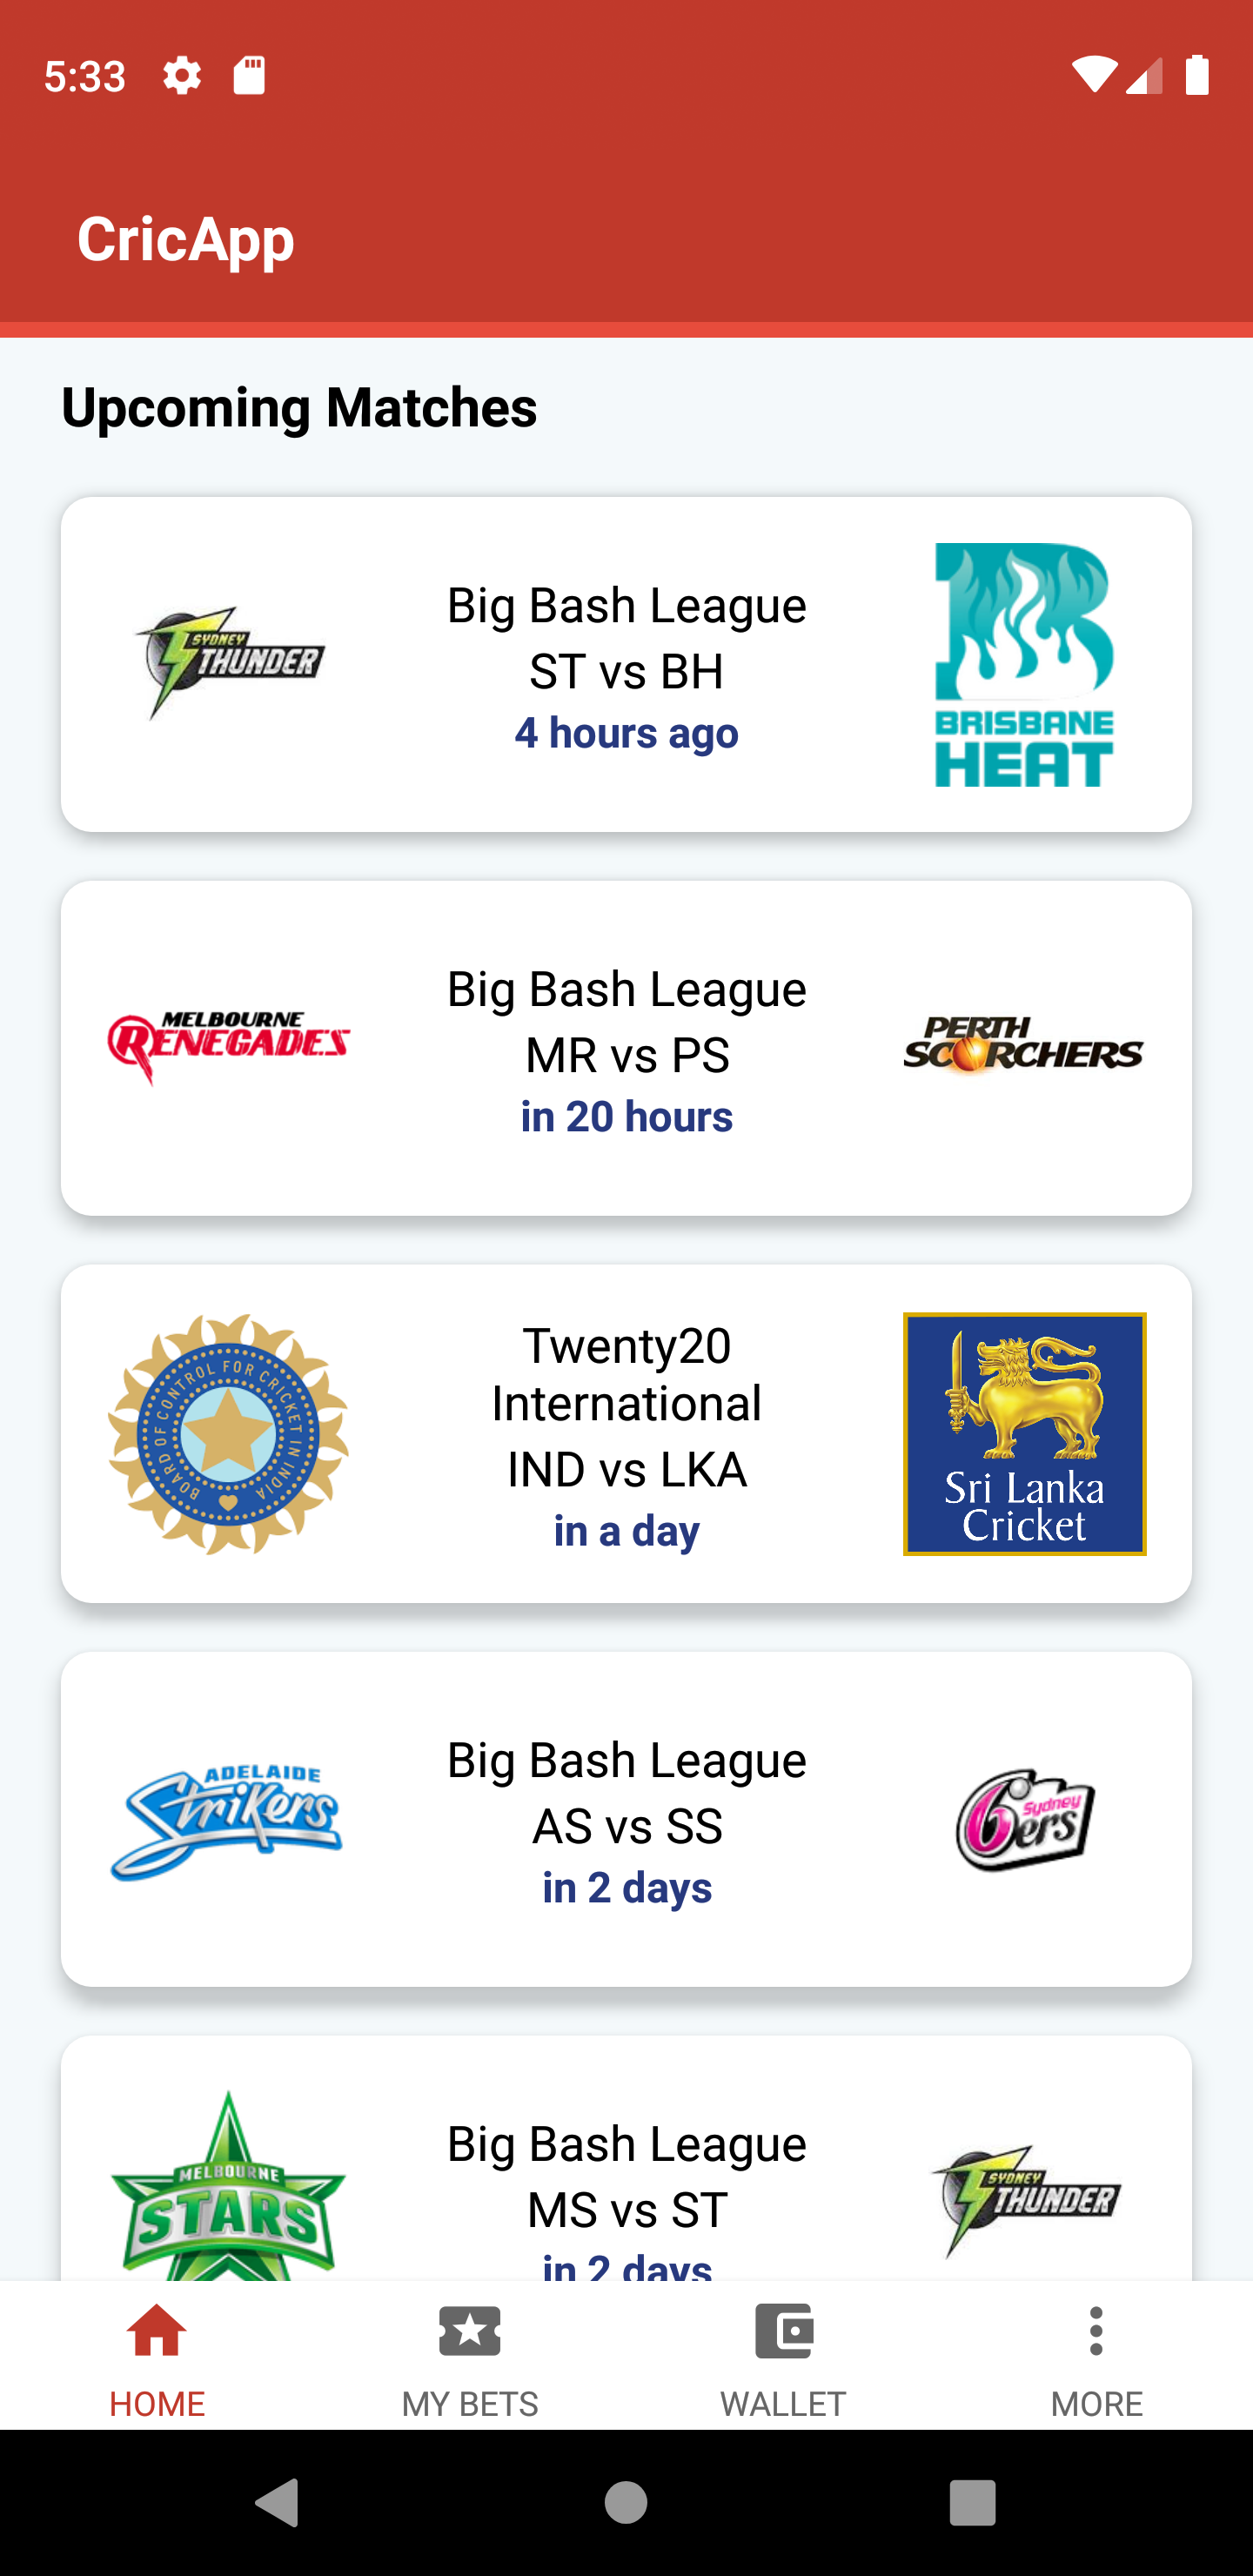 5:33
CricApp
Upcoming Matches
SYDNEY
THUNDER
Big Bash League
ST vs BH
4 hours ago
B
BRISBANE
HEAT
MELBOURNE
RENEGADES
Big Bash League
MR vs PS
in 20 hours
PERTH
SCORCHERS
BOARD OF CONTROL FOR CRICKET IN INDIA
Twenty20
International
IND vs LKA
in a day
Sri Lanka
Cricket
ADELAIDE
Strikers
Big Bash League
AS vs SS
in 2 days
Sydney
6ers
MELBOURNE
STARS
Big Bash League
MS vs ST
in 2 days
SYDNEY
THUNDER
HOME
MY BETS
WALLET
MORE